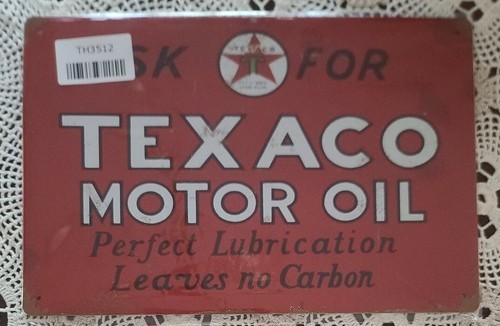 TH3512
SK FOR
TEXACO
T
TEXACO
MOTOR OIL
Perfect Lubrication
Leaves no Carbon